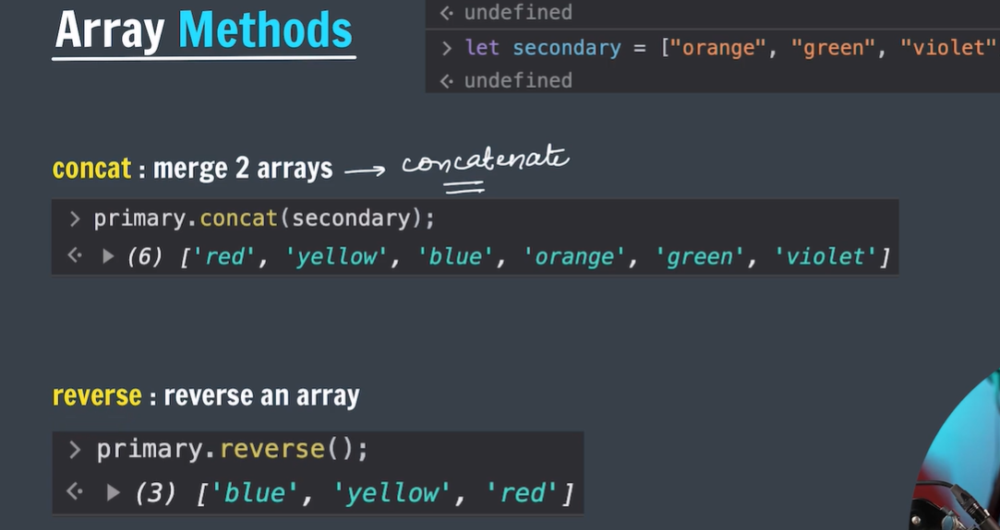 Array Methods
undefined
> let secondary = ["orange", "green", "violet"
undefined
concat : merge 2 arrays → concatenate
> primary.concat(secondary);
(6) ['red', 'yellow', 'blue', 'orange', 'green', 'violet']
reverse : reverse an array
> primary.reverse();
(3) ['blue', 'yellow', 'red']